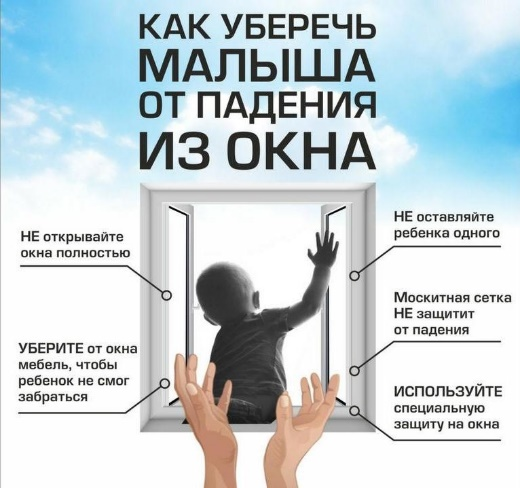 КАК УБЕРЕЧЬ
МАЛЫША
ОТ ПАДЕНИЯ
ИЗ ОКНА
НЕ открывайте
окна полностью
УБЕРИТЕ от окна
мебель, чтобы
ребенок не смог
забраться
НЕ оставляйте
ребенка одного
Москитная сетка
НЕ защитит
от падения
ИСПОЛЬЗУЙТЕ
специальную
защиту на окна